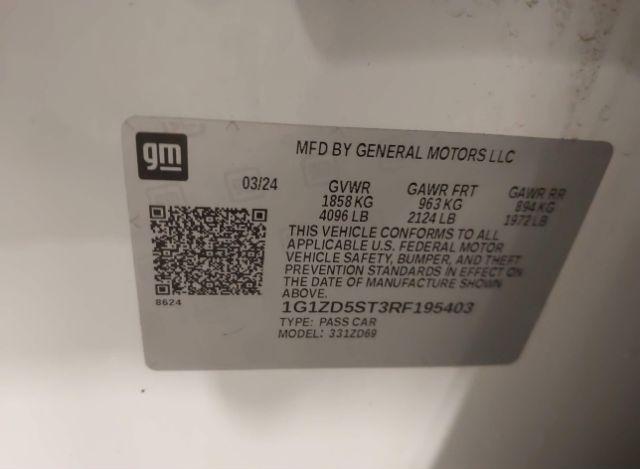 gm
MFD BY GENERAL MOTORS LLC
03/24 GVWR GAWR FRT GAWR RR
1858 KG 963 KG 894 KG
4096 LB 2124 LB 1972 LB
THIS VEHICLE CONFORMS TO ALL
APPLICABLE U.S. FEDERAL MOTOR
VEHICLE SAFETY, BUMPER, AND THEFT
PREVENTION STANDARDS IN EFFECT ON
THE DATE OF MANUFACTURE SHOWN
ABOVE.
8624
1G1ZD5ST3RF195403
TYPE: PASS CAR
MODEL: 331ZD69